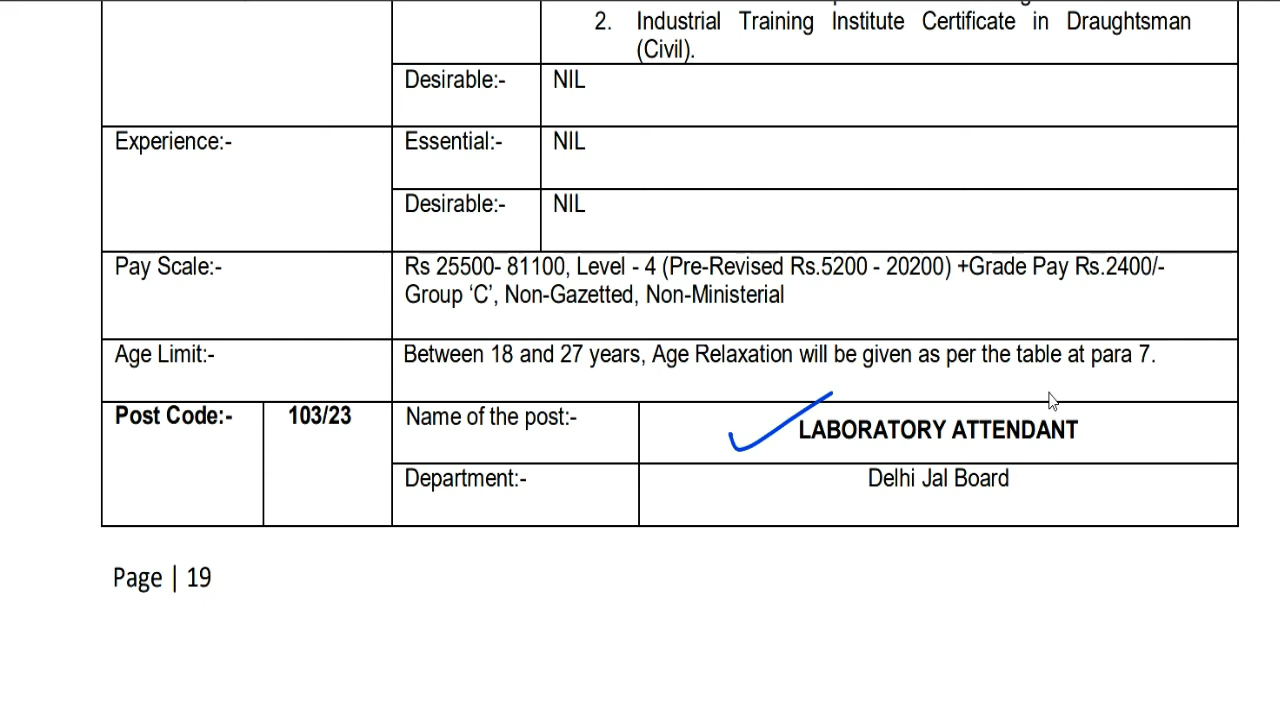 2. Industrial Training Institute Certificate in Draughtsman
(Civil).
Desirable:- NIL
Experience:- Essential:- NIL
Desirable:- NIL
Pay Scale:- Rs 25500- 81100, Level - 4 (Pre-Revised Rs.5200 - 20200) +Grade Pay Rs.2400/-
Group ‘C’, Non-Gazetted, Non-Ministerial
Age Limit:- Between 18 and 27 years, Age Relaxation will be given as per the table at para 7.
Post Code:- 103/23 Name of the post:- LABORATORY ATTENDANT
Department:- Delhi Jal Board
Page | 19